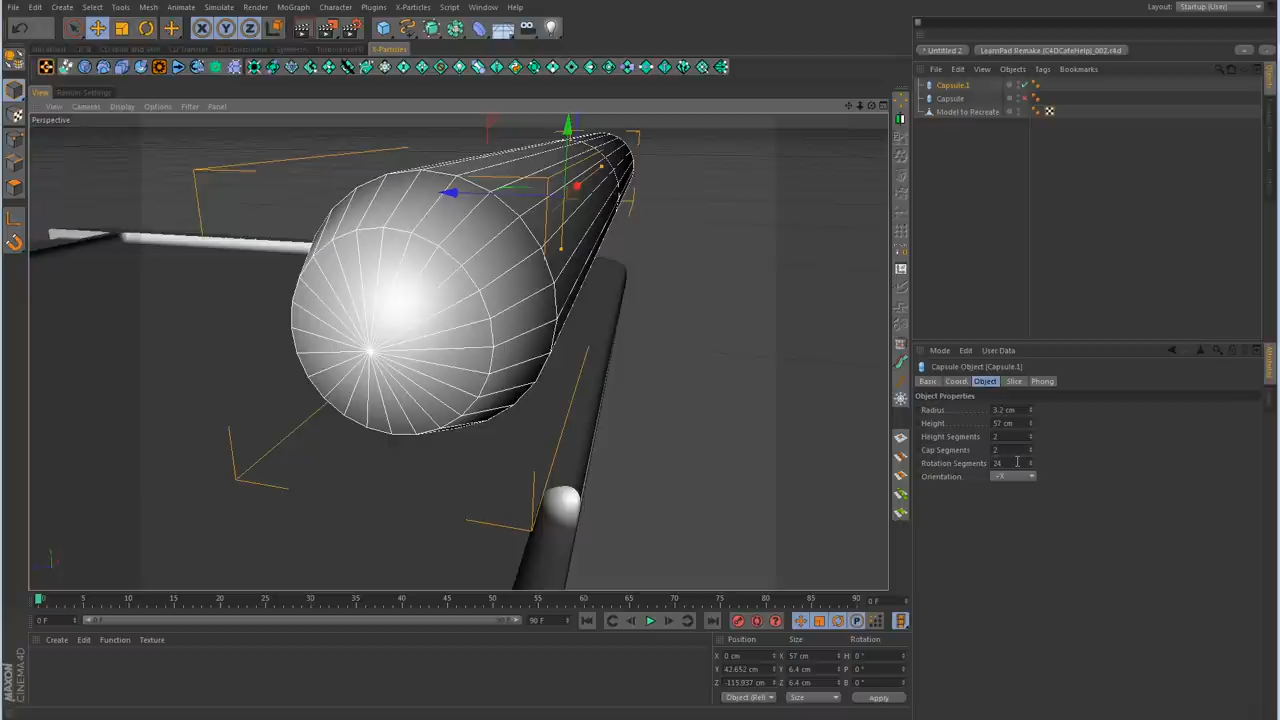 File Edit Create Select Tools Mesh Animate Simulate Render MoGraph Character Plugins X-Particles Script Window Help
Layout: Startup (User)
X-Particles
* Untitled 2 LearnPad Remake [C4DCafeHelp]_002.c4d
File Edit View Objects Tags Bookmarks
Capsule.1
Capsule
Model to Recreate
View Render Settings
View Cameras Display Options Filter Panel
Perspective
Mode Edit User Data
Capsule Object [Capsule.1]
Basic Coord. Object Slice Phong
Object Properties
Radius 3.2 cm
Height 57 cm
Height Segments 2
Cap Segments 2
Rotation Segments 24
Orientation -X
0 5 10 15 20 25 30 35 40 45 50 55 60 65 70 75 80 85 90 0 F
0 F 0 F 90 F 90 F
Create Edit Function Texture
Position Size Rotation
X 0 cm X 57 cm H 0 °
Y 42.652 cm Y 6.4 cm P 0 °
Z -115.937 cm Z 6.4 cm B 0 °
Object (Rel) Size Apply
MAXON
CINEMA4D